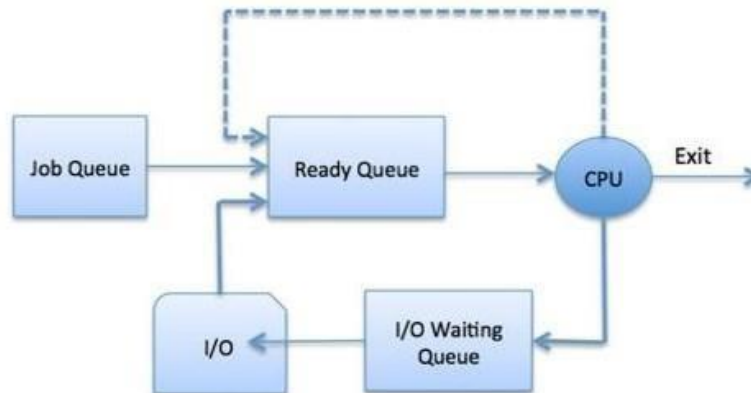 Job Queue
Ready Queue
CPU
Exit
I/O
I/O Waiting
Queue